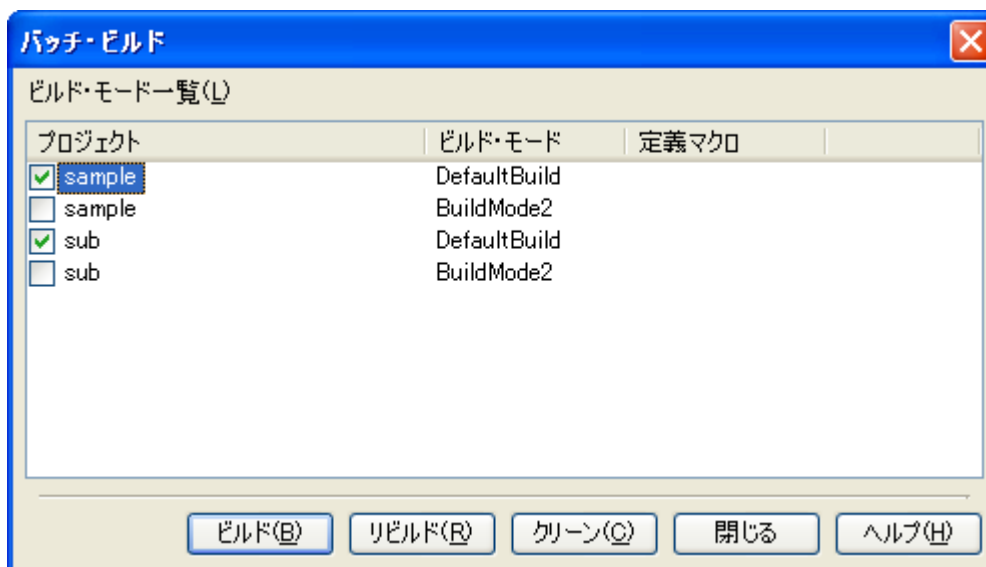 バッチ・ビルド
ビルド・モード一覧(L)
プロジェクト ビルド・モード 定義マクロ
sample DefaultBuild
sample BuildMode2
sub DefaultBuild
sub BuildMode2
ビルド(B) リビルド(R) クリーン(C) 閉じる ヘルプ(H)